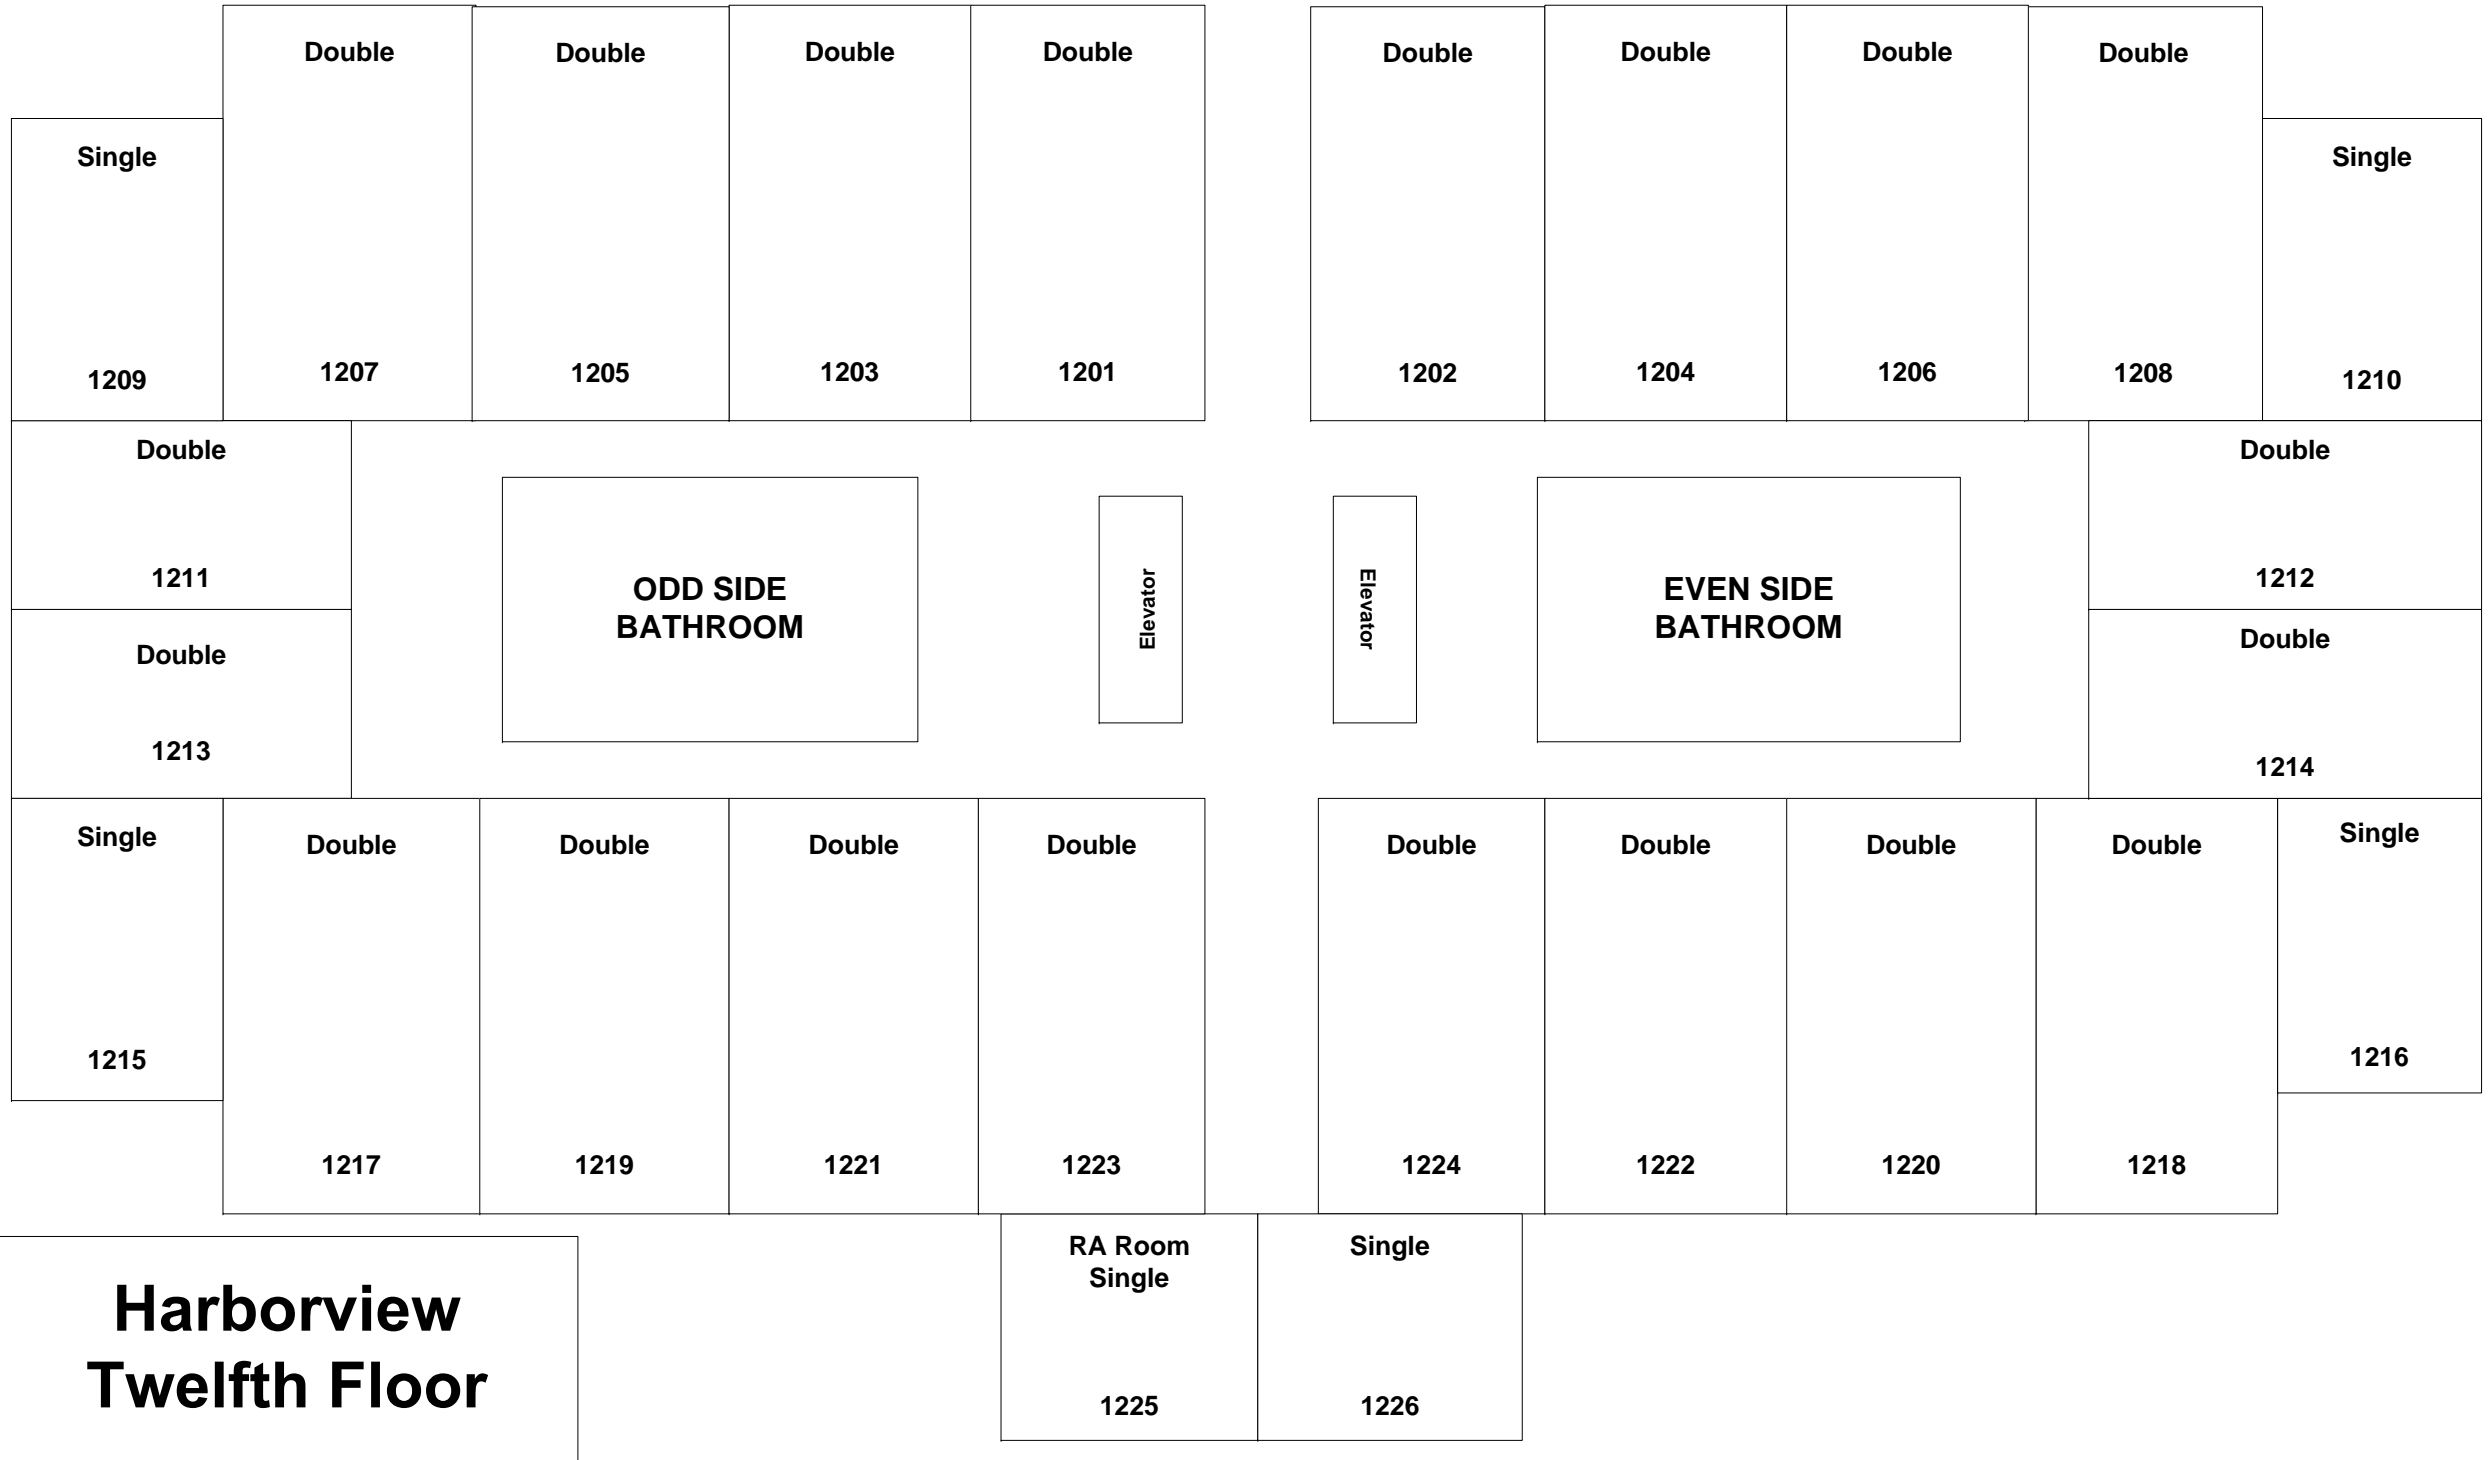 Double
Double
Double
Double
Double
Double
Double
Double
Single
Single
1209
1207
1205
1203
1201
1202
1204
1206
1208
1210
Double
Double
1211
1212
ODD SIDE
BATHROOM
Elevator
Elevator
EVEN SIDE
BATHROOM
Double
Double
1213
1214
Single
Double
Double
Double
Double
Double
Double
Double
Double
Single
1215
1216
1217
1219
1221
1223
1224
1222
1220
1218
RA Room
Single
Single
1225
1226
Harborview
Twelfth Floor